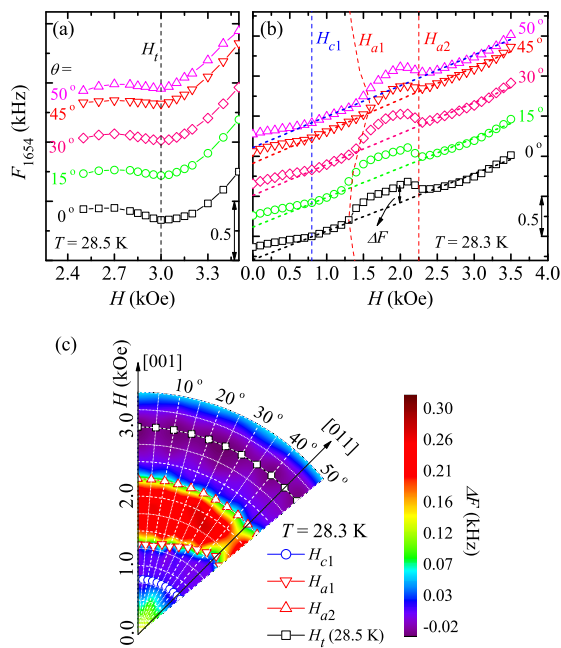 (a)
H_t
θ =
50 °
45 °
30 °
15 °
0 °
T = 28.5 K
0.5
F_1654 (kHz)
2.4 2.7 3.0 3.3
H (kOe)
(b)
H_c1
H_a1
H_a2
50 °
45 °
30 °
15 °
0 °
0.5
ΔF
T = 28.3 K
0.0 0.5 1.0 1.5 2.0 2.5 3.0 3.5 4.0
H (kOe)
(c)
[001]
10 °
20 °
30 °
40 °
50 °
[011]
H (kOe)
3.0
2.0
1.0
0.0
T = 28.3 K
H_c1
H_a1
H_a2
H_t (28.5 K)
0.30
0.26
0.21
0.17
0.12
0.07
0.03
-0.02
ΔF (kHz)